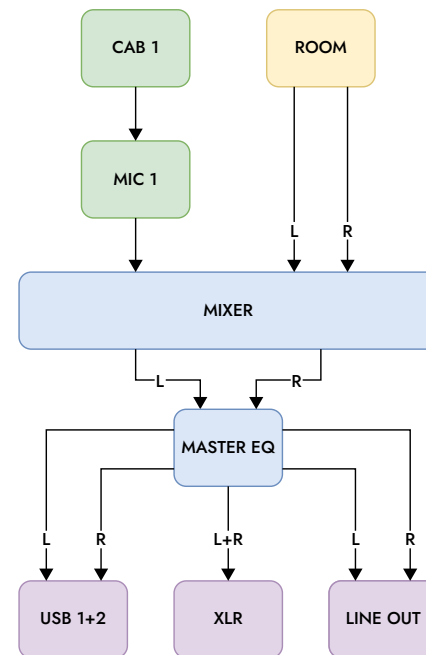 CAB 1
ROOM
MIC 1
L
R
MIXER
L
R
MASTER EQ
L
R
L+R
L
R
USB 1+2
XLR
LINE OUT